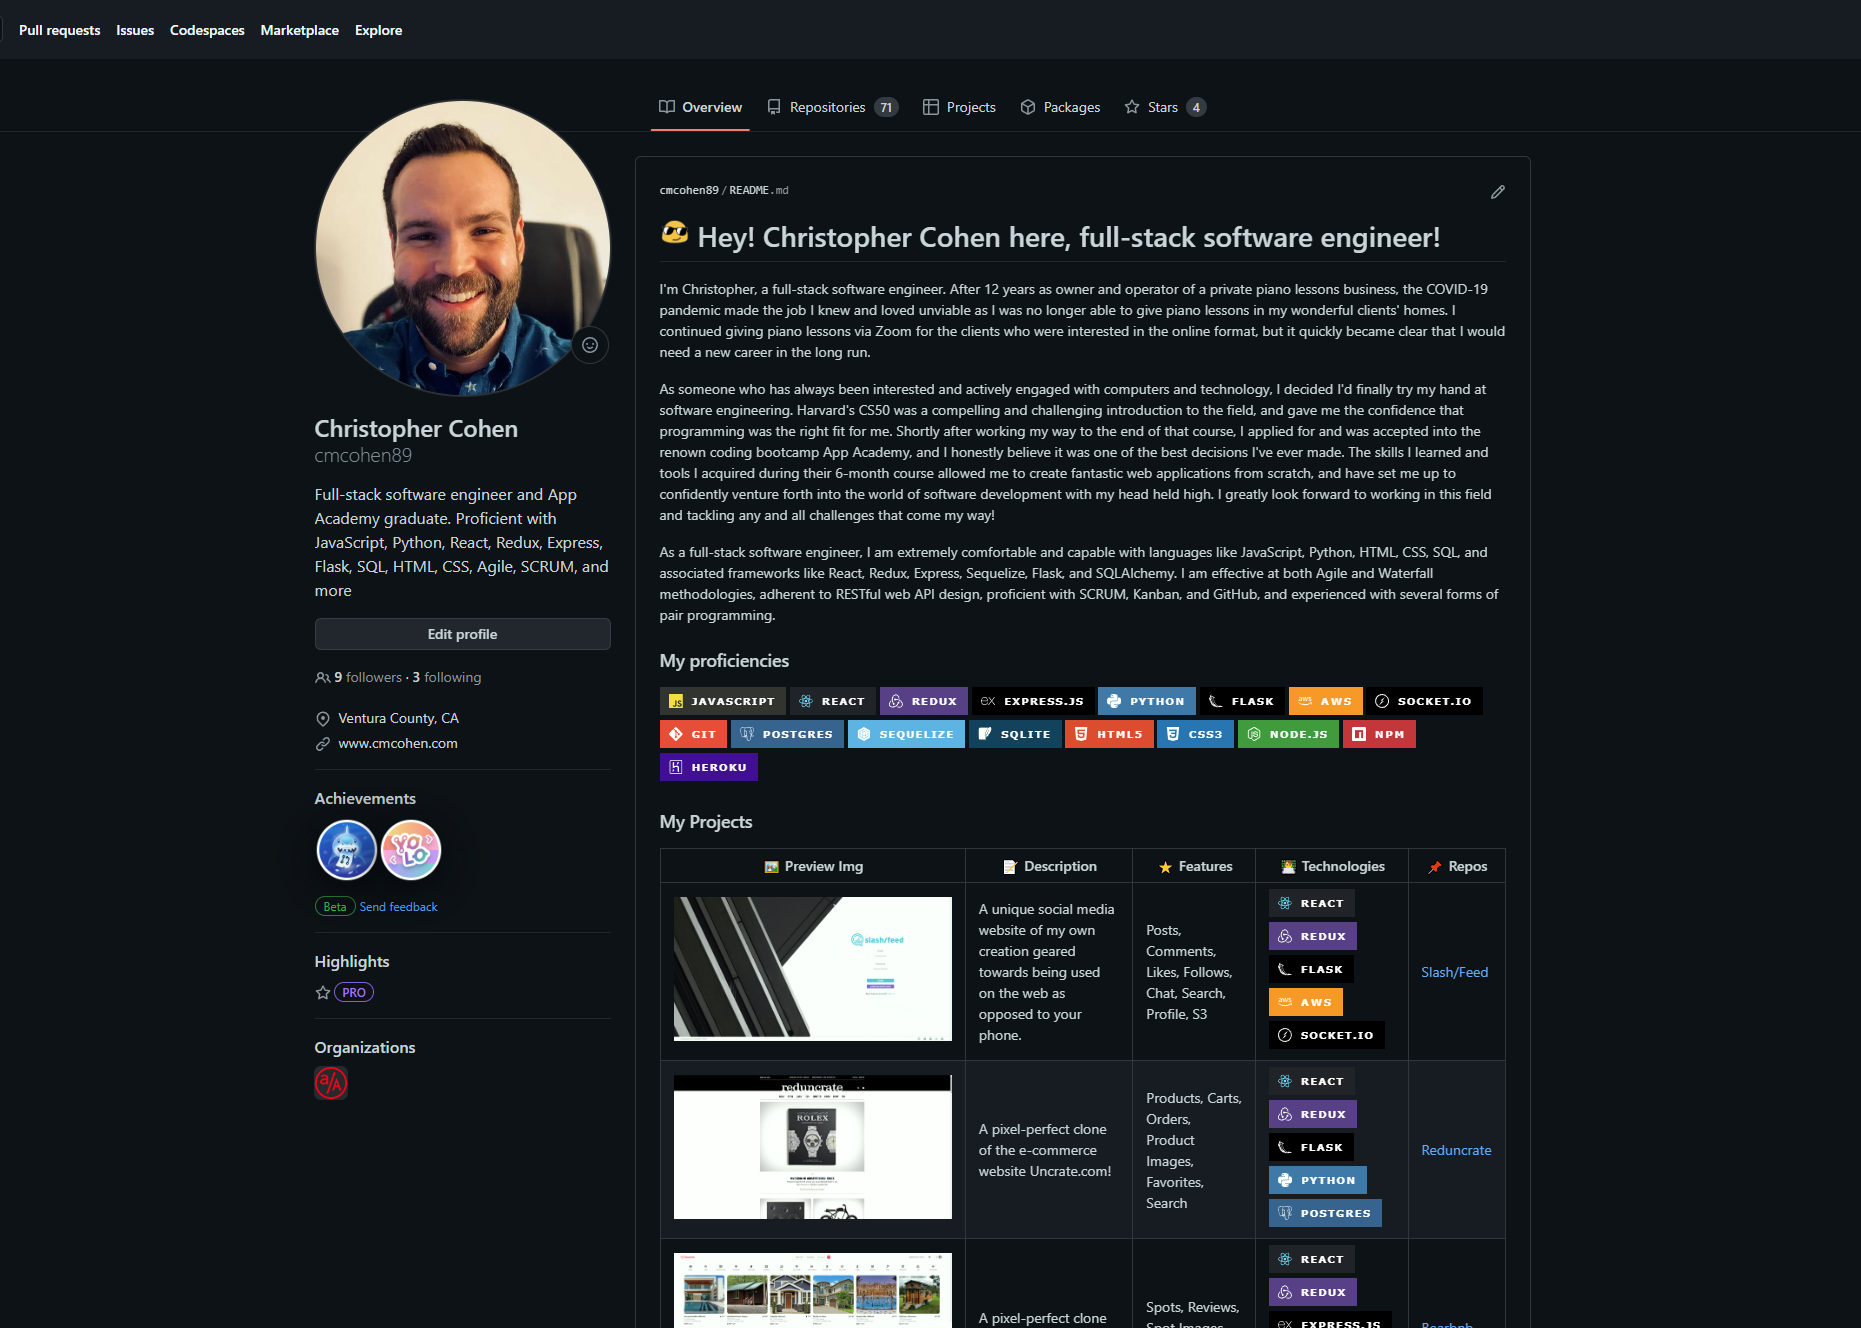 Pull requests Issues Codespaces Marketplace Explore
Overview Repositories 71 Projects Packages Stars 4
Christopher Cohen
cmcohen89
Full-stack software engineer and App
Academy graduate. Proficient with
JavaScript, Python, React, Redux, Express,
Flask, SQL, HTML, CSS, Agile, SCRUM, and
more
Edit profile
9 followers · 3 following
Ventura County, CA
www.cmcohen.com
Achievements
YOLO
Beta Send feedback
Highlights
PRO
Organizations
a/A
cmcohen89/README.md
Hey! Christopher Cohen here, full-stack software engineer!
I'm Christopher, a full-stack software engineer. After 12 years as owner and operator of a private piano lessons business, the COVID-19
pandemic made the job I knew and loved unviable as I was no longer able to give piano lessons in my wonderful clients' homes. I
continued giving piano lessons via Zoom for the clients who were interested in the online format, but it quickly became clear that I would
need a new career in the long run.
As someone who has always been interested and actively engaged with computers and technology, I decided I'd finally try my hand at
software engineering. Harvard's CS50 was a compelling and challenging introduction to the field, and gave me the confidence that
programming was the right fit for me. Shortly after working my way to the end of that course, I applied for and was accepted into the
renown coding bootcamp App Academy, and I honestly believe it was one of the best decisions I've ever made. The skills I learned and
tools I acquired during their 6-month course allowed me to create fantastic web applications from scratch, and have set me up to
confidently venture forth into the world of software development with my head held high. I greatly look forward to working in this field
and tackling any and all challenges that come my way!
As a full-stack software engineer, I am extremely comfortable and capable with languages like JavaScript, Python, HTML, CSS, SQL, and
associated frameworks like React, Redux, Express, Sequelize, Flask, and SQLAlchemy. I am effective at both Agile and Waterfall
methodologies, adherent to RESTful web API design, proficient with SCRUM, Kanban, and GitHub, and experienced with several forms of
pair programming.
My proficiencies
JS JAVASCRIPT REACT REDUX ex EXPRESS.JS PYTHON FLASK aws AWS SOCKET.IO
GIT POSTGRES SEQUELIZE SQLITE HTML5 CSS3 NODE.JS NPM
HEROKU
My Projects
Preview Img Description Features Technologies Repos
slash/feed
A unique social media
website of my own
creation geared
towards being used
on the web as
opposed to your
phone.
Posts,
Comments,
Likes, Follows,
Chat, Search,
Profile, S3
REACT
REDUX
FLASK
aws AWS
SOCKET.IO
Slash/Feed
reduncrate
ROLEX
A pixel-perfect clone
of the e-commerce
website Uncrate.com!
Products, Carts,
Orders,
Product
Images,
Favorites,
Search
REACT
REDUX
FLASK
PYTHON
POSTGRES
Reduncrate
A pixel-perfect clone
Spots, Reviews,
Spot Images,
REACT
REDUX
ex EXPRESS.JS